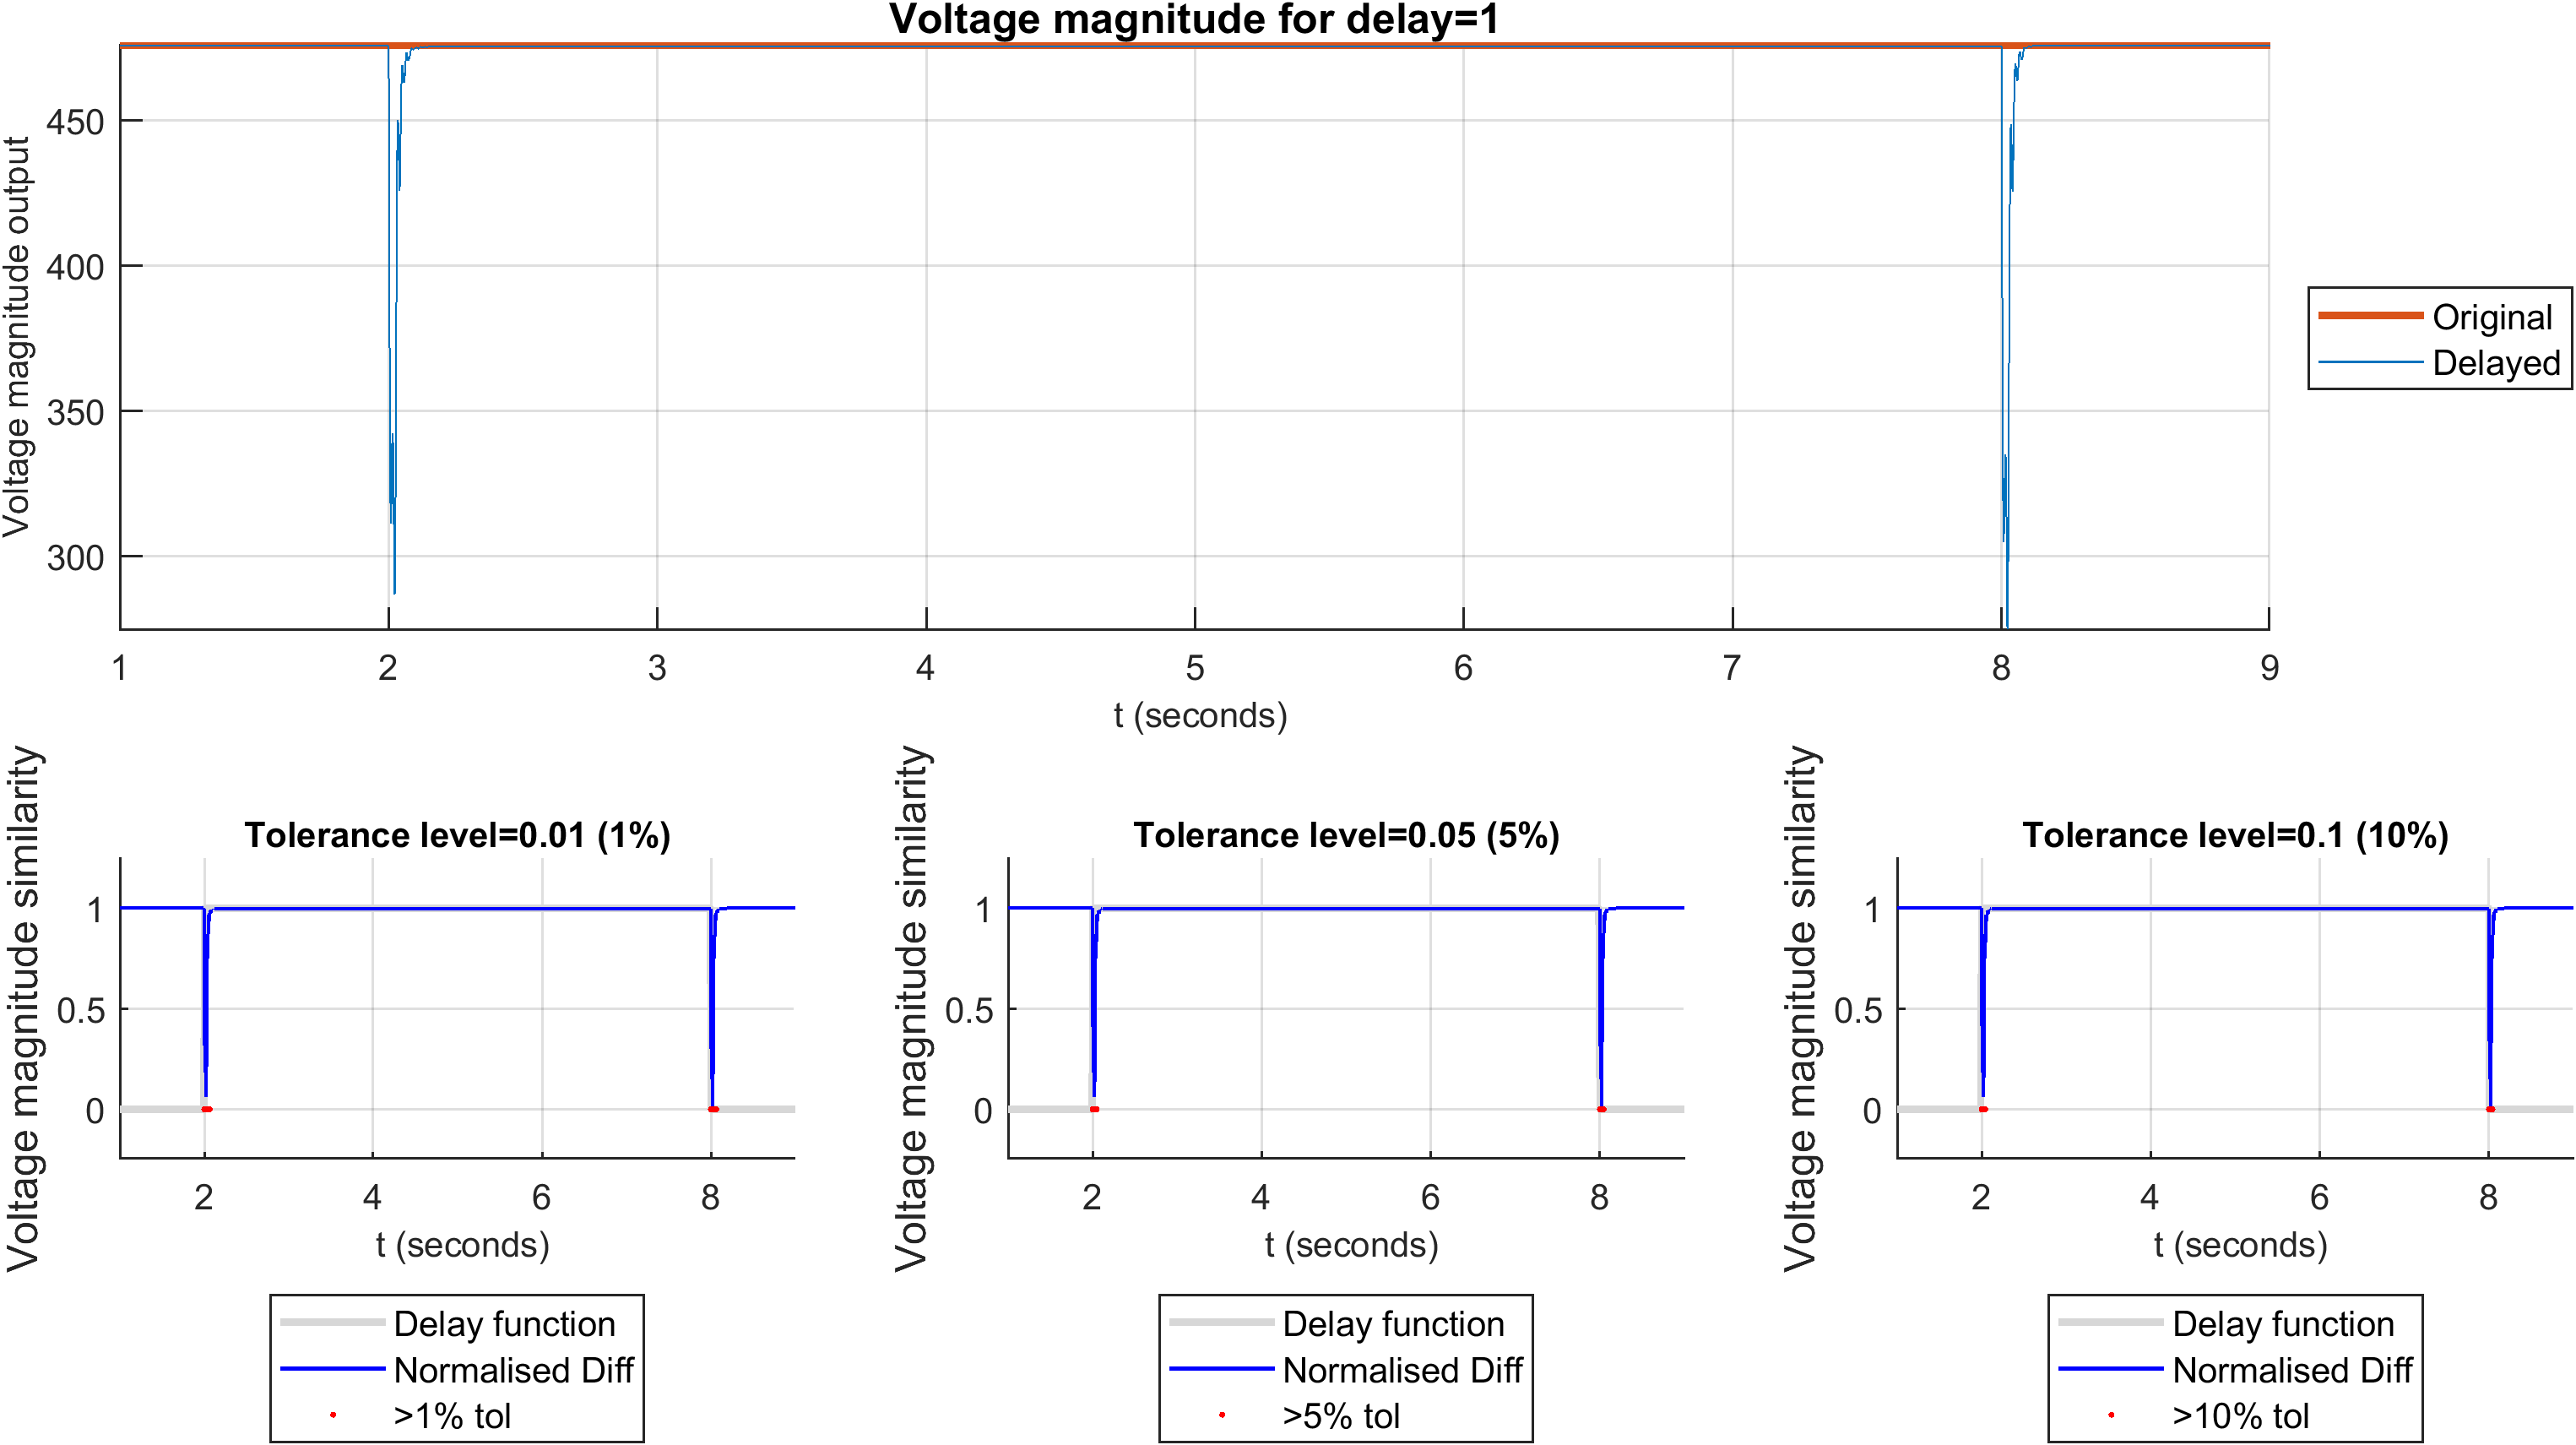 Voltage magnitude for delay=1
Voltage magnitude output
450
400
350
300
1 2 3 4 5 6 7 8 9
t (seconds)
Original
Delayed
Tolerance level=0.01 (1%)
Voltage magnitude similarity
1
0.5
0
2 4 6 8
t (seconds)
Delay function
Normalised Diff
>1% tol
Tolerance level=0.05 (5%)
Voltage magnitude similarity
1
0.5
0
2 4 6 8
t (seconds)
Delay function
Normalised Diff
>5% tol
Tolerance level=0.1 (10%)
Voltage magnitude similarity
1
0.5
0
2 4 6 8
t (seconds)
Delay function
Normalised Diff
>10% tol